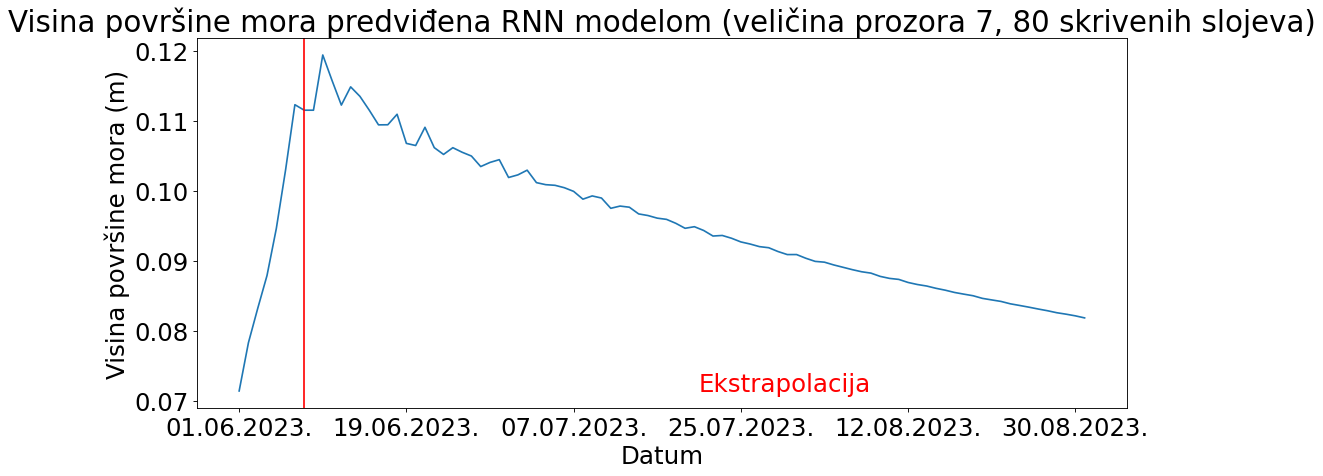 Visina površine mora predviđena RNN modelom (veličina prozora 7, 80 skrivenih slojeva)
Visina površine mora (m)
0.12
0.11
0.10
0.09
0.08
0.07
Ekstrapolacija
01.06.2023. 19.06.2023. 07.07.2023. 25.07.2023. 12.08.2023. 30.08.2023.
Datum